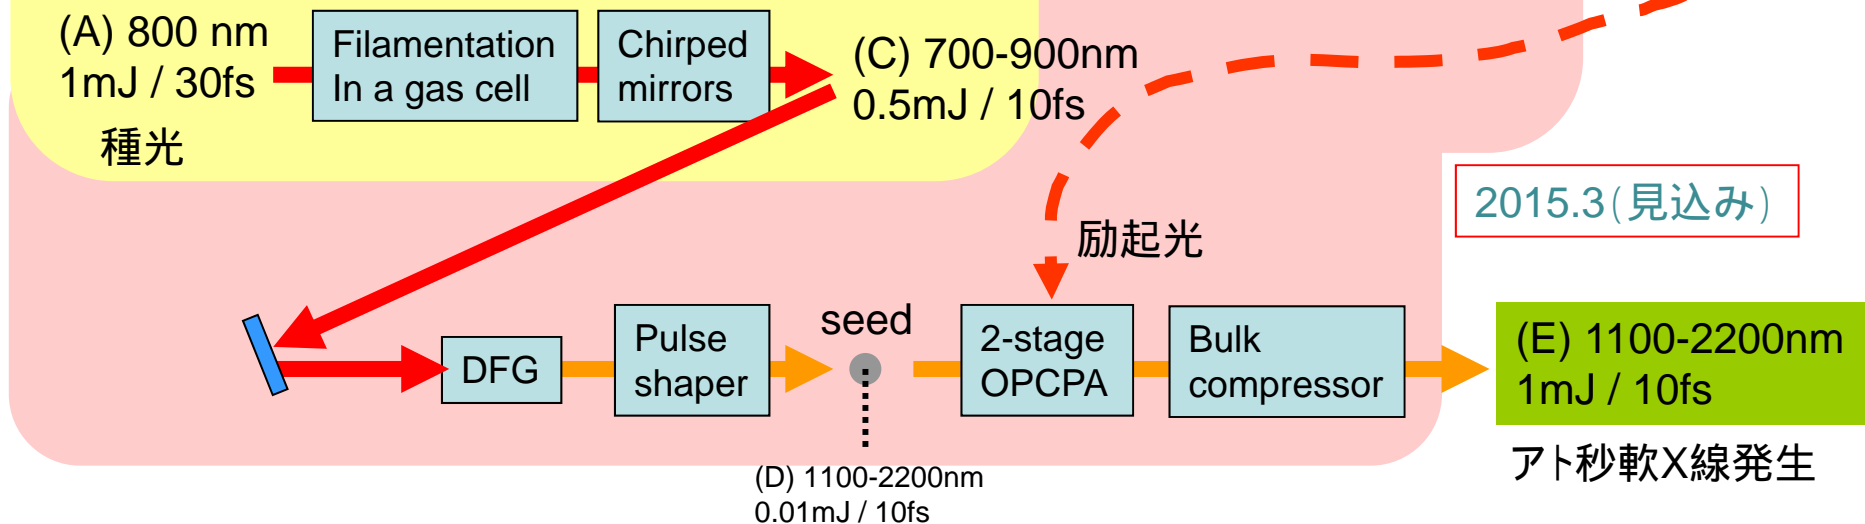 (A) 800 nm
1mJ / 30fs
種光
Filamentation
In a gas cell
Chirped
mirrors
(C) 700-900nm
0.5mJ / 10fs
2015.3(見込み)
励起光
DFG
Pulse
shaper
seed
(D) 1100-2200nm
0.01mJ / 10fs
2-stage
OPCPA
Bulk
compressor
(E) 1100-2200nm
1mJ / 10fs
アト秒軟X線発生